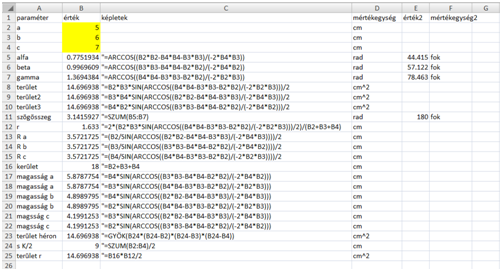 A B C D E F G
1 paraméter érték képletek mértékegység érték2 mértékegység2
2 a 5 cm
3 b 6 cm
4 c 7 cm
5 alfa 0.7751934 "=ARCCOS((B2*B2-B4*B4-B3*B3)/(-2*B4*B3)) rad 44.415 fok
6 beta 0.9969609 "=ARCCOS((B3*B3-B4*B4-B2*B2)/(-2*B4*B2)) rad 57.122 fok
7 gamma 1.3694384 "=ARCCOS((B4*B4-B3*B3-B2*B2)/(-2*B2*B3)) rad 78.463 fok
8 terület 14.696938 "=B2*B3*SIN(ARCCOS((B4*B4-B3*B3-B2*B2)/(-2*B2*B3)))/2 cm^2
9 terület2 14.696938 "=B4*B3*SIN(ARCCOS((B2*B2-B4*B4-B3*B3)/(-2*B4*B3)))/2 cm^2
10 terület3 14.696938 "=B4*B2*SIN(ARCCOS((B3*B3-B4*B4-B2*B2)/(-2*B4*B2)))/2 cm^2
11 szögösszeg 3.1415927 "=SUM(B5:B7) rad 180 fok
12 r 1.633 "=2*(B2*B3*SIN(ARCCOS((B4*B4-B3*B3-B2*B2)/(-2*B2*B3)))/2)/(B2+B3+B4) cm
13 R a 3.5721725 "=(B2/SIN(ARCCOS((B2*B2-B4*B4-B3*B3)/(-2*B4*B3))))/2 cm
14 R b 3.5721725 "=(B3/SIN(ARCCOS((B3*B3-B4*B4-B2*B2)/(-2*B4*B2))))/2 cm
15 R c 3.5721725 "=(B4/SIN(ARCCOS((B4*B4-B3*B3-B2*B2)/(-2*B2*B3))))/2 cm
16 kerület 18 "=B2+B3+B4 cm
17 magasság a 5.8787754 "=B4*SIN(ARCCOS((B3*B3-B4*B4-B2*B2)/(-2*B4*B2))) cm
18 magasság a 5.8787754 "=B3*SIN(ARCCOS((B4*B4-B3*B3-B2*B2)/(-2*B2*B3))) cm
19 magasság b 4.8989795 "=B2*SIN(ARCCOS((B4*B4-B3*B3-B2*B2)/(-2*B2*B3))) cm
20 magasság b 4.8989795 "=B4*SIN(ARCCOS((B2*B2-B4*B4-B3*B3)/(-2*B4*B3))) cm
21 magsság c 4.1991253 "=B3*SIN(ARCCOS((B2*B2-B4*B4-B3*B3)/(-2*B4*B3))) cm
22 magsság c 4.1991253 "=B2*SIN(ARCCOS((B3*B3-B4*B4-B2*B2)/(-2*B4*B2))) cm
23 terület héron 14.696938 "=GYÖK(B24*(B24-B2)*(B24-B3)*(B24-B4)) cm^2
24 s K/2 9 "=SZUM(B2:B4)/2 cm
25 terület r 14.696938 "=B16*B12/2 cm^2
26